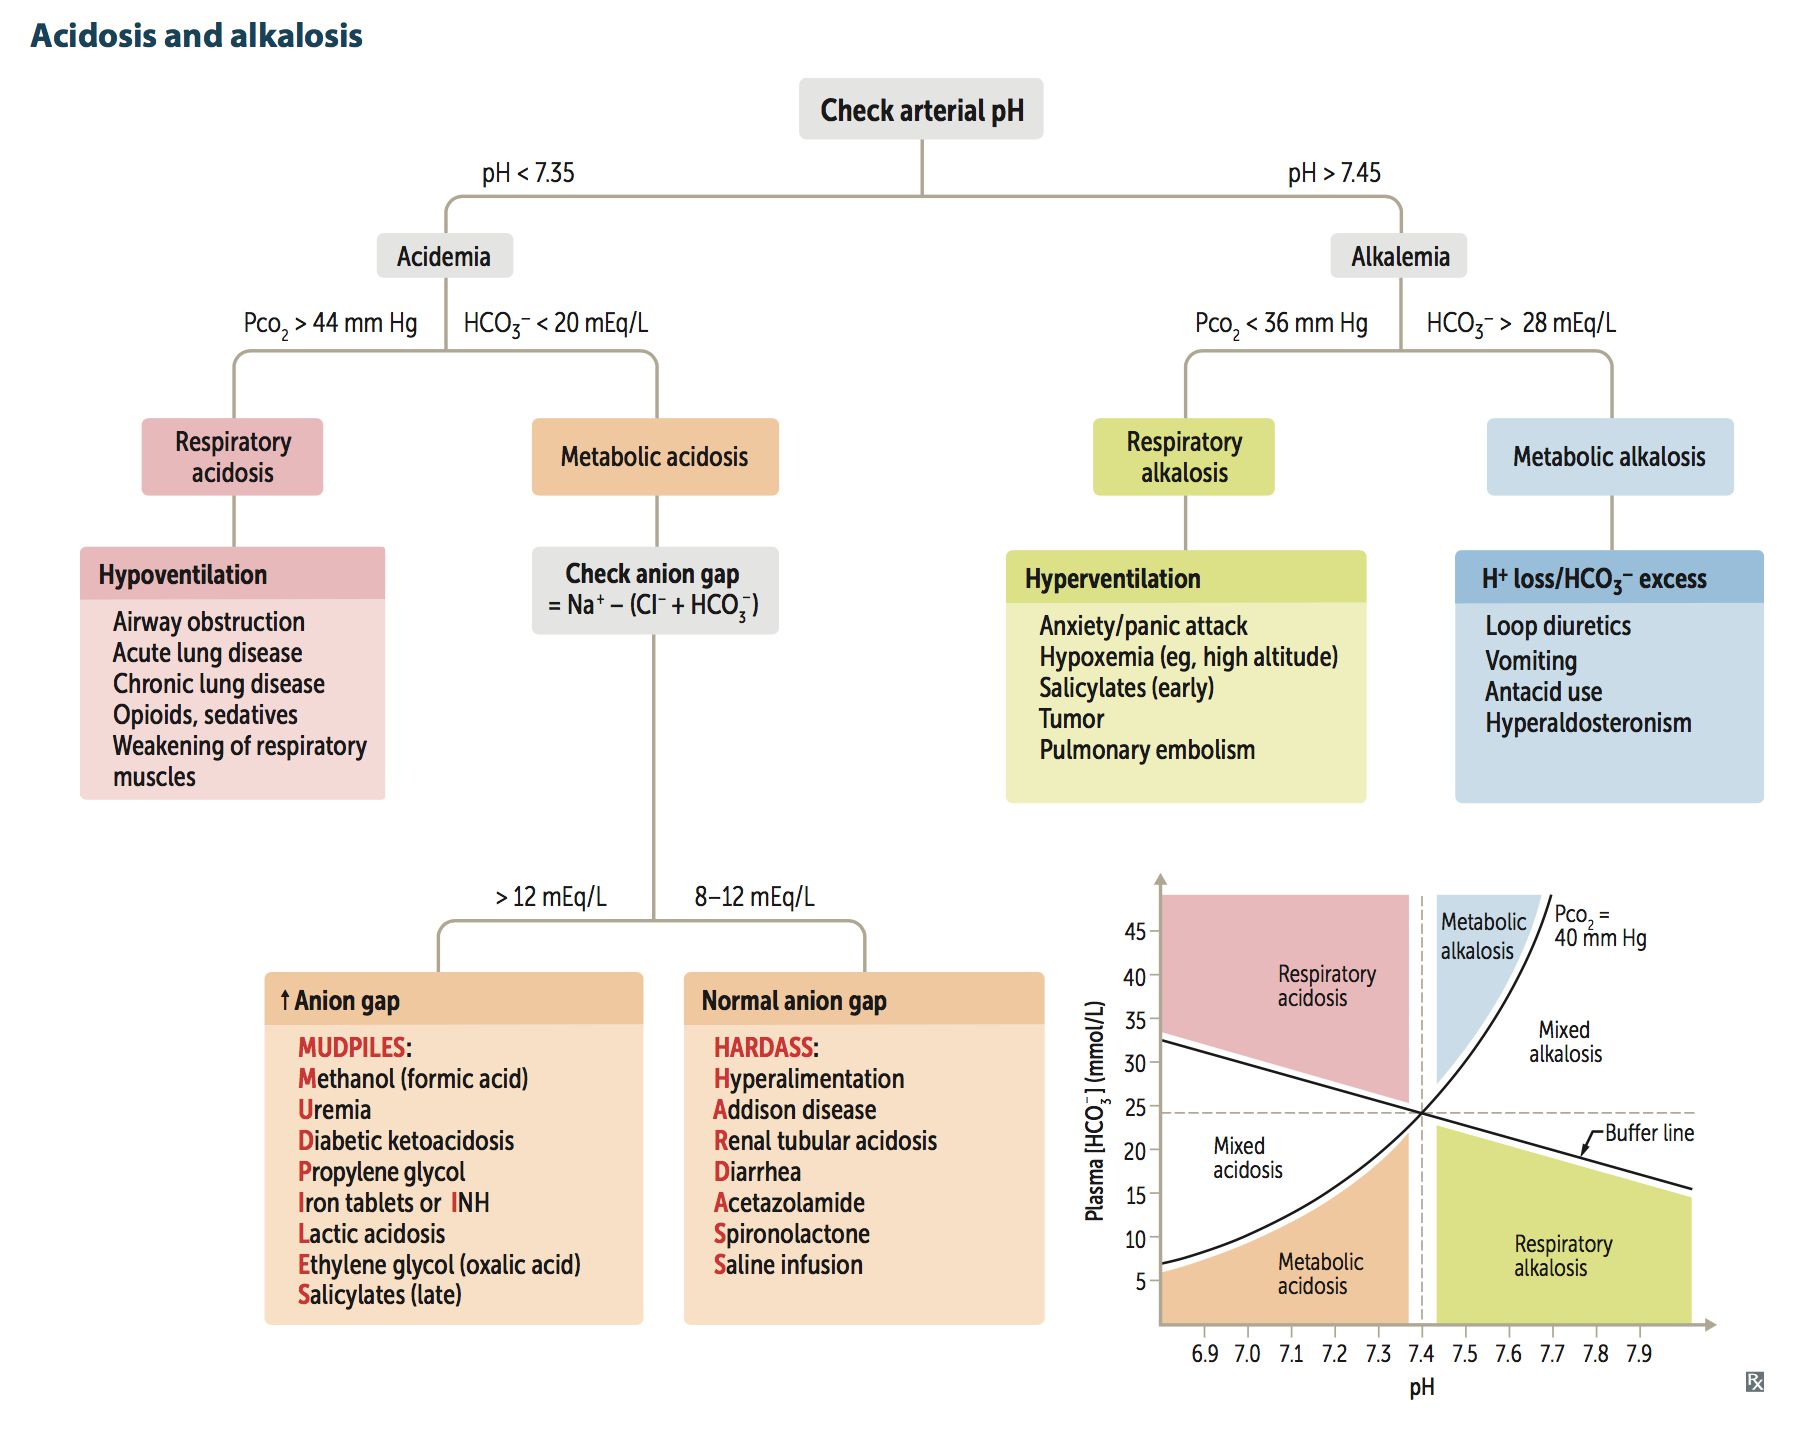 Acidosis and alkalosis
Check arterial pH
pH < 7.35
pH > 7.45
Acidemia
Alkalemia
Pco₂ > 44 mm Hg
HCO₃⁻ < 20 mEq/L
Pco₂ < 36 mm Hg
HCO₃⁻ > 28 mEq/L
Respiratory
acidosis
Metabolic acidosis
Respiratory
alkalosis
Metabolic alkalosis
Hypoventilation
Airway obstruction
Acute lung disease
Chronic lung disease
Opioids, sedatives
Weakening of respiratory
muscles
Check anion gap
= Na⁺ – (Cl⁻ + HCO₃⁻)
Hyperventilation
Anxiety/panic attack
Hypoxemia (eg, high altitude)
Salicylates (early)
Tumor
Pulmonary embolism
H⁺ loss/HCO₃⁻ excess
Loop diuretics
Vomiting
Antacid use
Hyperaldosteronism
> 12 mEq/L
8–12 mEq/L
↑ Anion gap
MUDPILES:
Methanol (formic acid)
Uremia
Diabetic ketoacidosis
Propylene glycol
Iron tablets or INH
Lactic acidosis
Ethylene glycol (oxalic acid)
Salicylates (late)
Normal anion gap
HARDASS:
Hyperalimentation
Addison disease
Renal tubular acidosis
Diarrhea
Acetazolamide
Spironolactone
Saline infusion
Plasma [HCO₃⁻] (mmol/L)
45
40
35
30
25
20
15
10
5
Respiratory
acidosis
Metabolic
alkalosis
Pco₂ =
40 mm Hg
Mixed
alkalosis
Mixed
acidosis
Buffer line
Metabolic
acidosis
Respiratory
alkalosis
6.9 7.0 7.1 7.2 7.3 7.4 7.5 7.6 7.7 7.8 7.9
pH
Rx